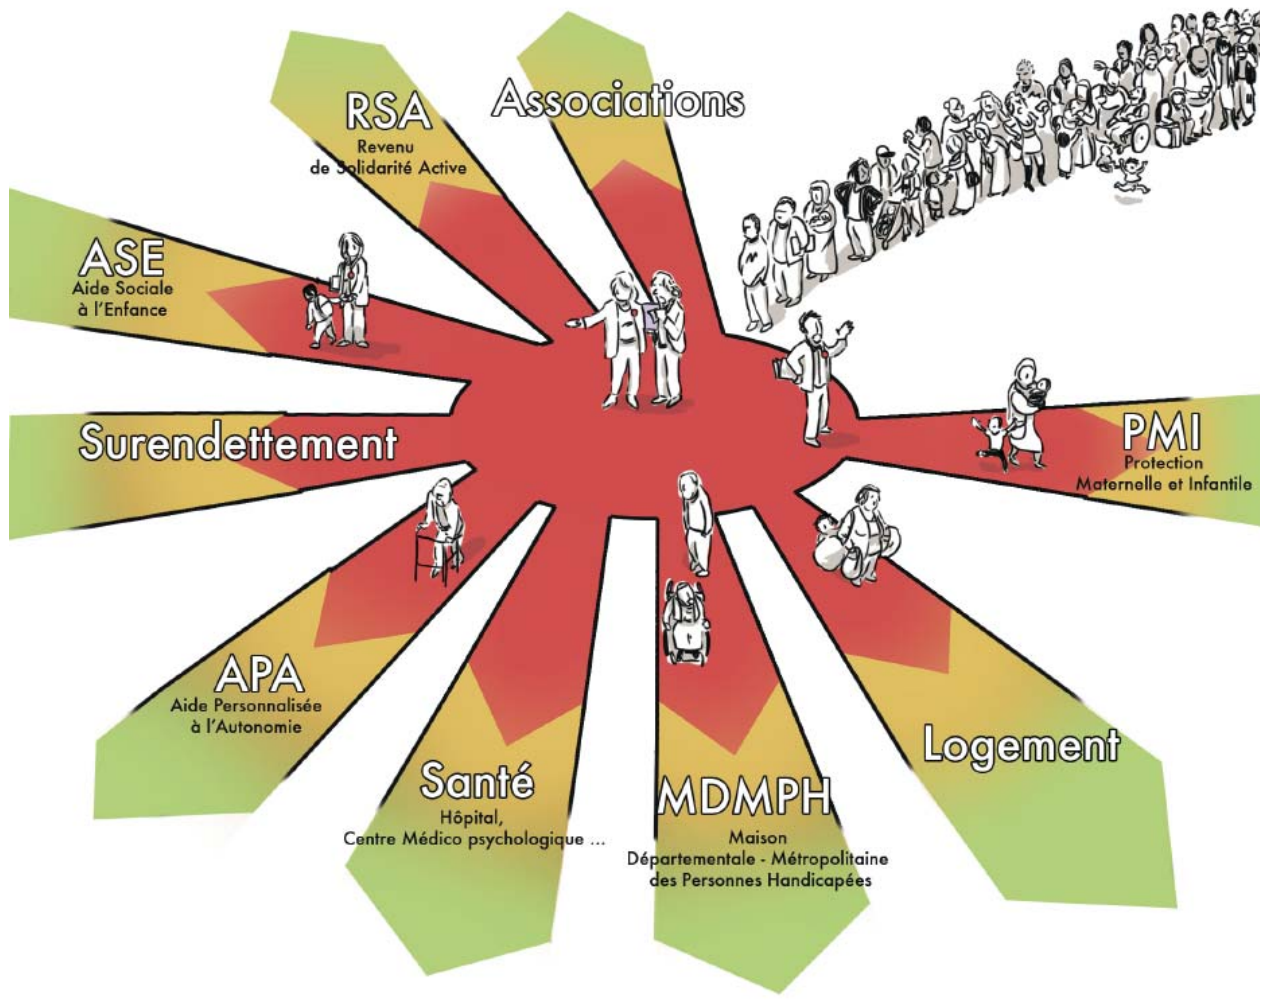 Associations
RSA
Revenu
de Solidarité Active
ASE
Aide Sociale
à l'Enfance
Surendettement
PMI
Protection
Maternelle et Infantile
APA
Aide Personnalisée
à l'Autonomie
Santé
Hôpital,
Centre Médico psychologique ...
MDMPH
Maison
Départementale - Métropolitaine
des Personnes Handicapées
Logement